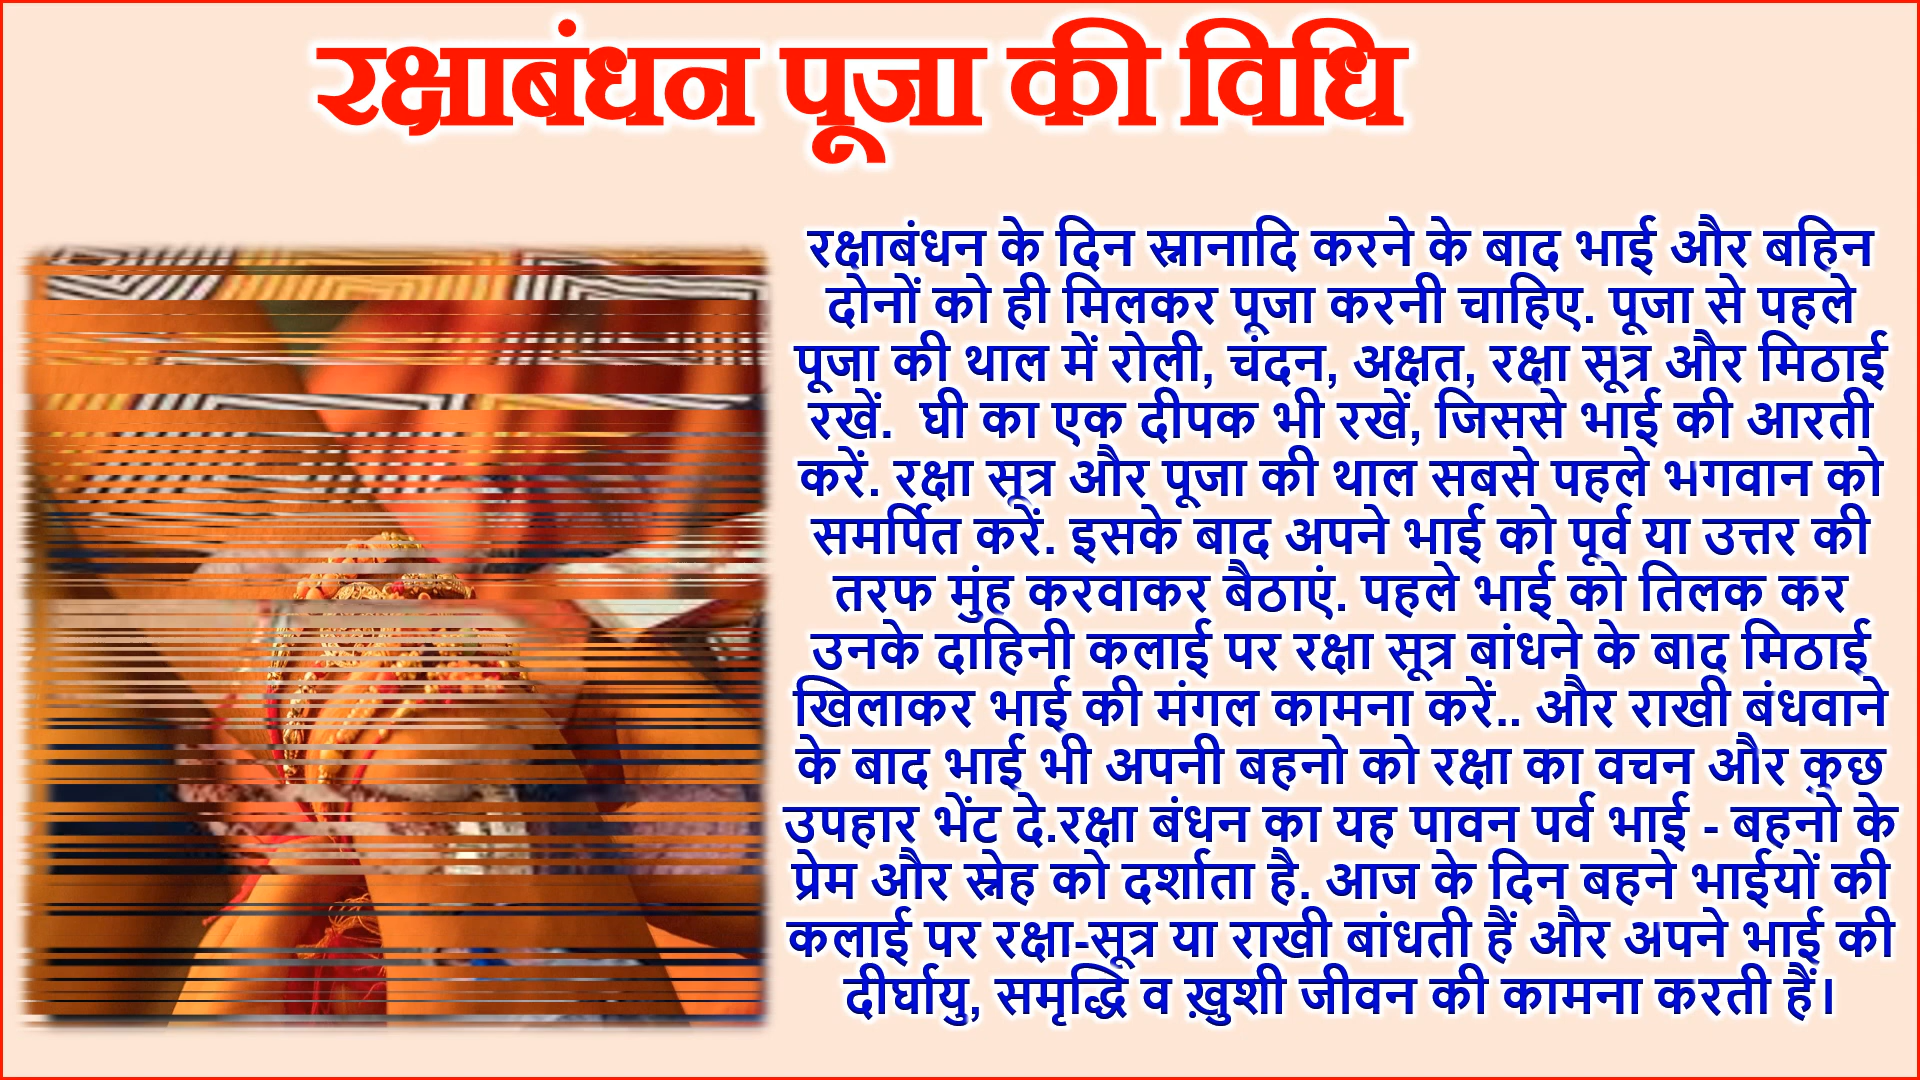 रक्षाबंधन पूजा की विधि
रक्षाबंधन के दिन स्नानादि करने के बाद भाई और बहिन
दोनों को ही मिलकर पूजा करनी चाहिए. पूजा से पहले
पूजा की थाल में रोली, चंदन, अक्षत, रक्षा सूत्र और मिठाई
रखें.  घी का एक दीपक भी रखें, जिससे भाई की आरती
करें. रक्षा सूत्र और पूजा की थाल सबसे पहले भगवान को
समर्पित करें. इसके बाद अपने भाई को पूर्व या उत्तर की
तरफ मुंह करवाकर बैठाएं. पहले भाई को तिलक कर
उनके दाहिनी कलाई पर रक्षा सूत्र बांधने के बाद मिठाई
खिलाकर भाई की मंगल कामना करें.. और राखी बंधवाने
के बाद भाई भी अपनी बहनो को रक्षा का वचन और कुछ
उपहार भेंट दे.रक्षा बंधन का यह पावन पर्व भाई - बहनो के
प्रेम और स्नेह को दर्शाता है. आज के दिन बहने भाईयों की
कलाई पर रक्षा-सूत्र या राखी बांधती हैं और अपने भाई की
दीर्घायु, समृद्धि व ख़ुशी जीवन की कामना करती हैं।